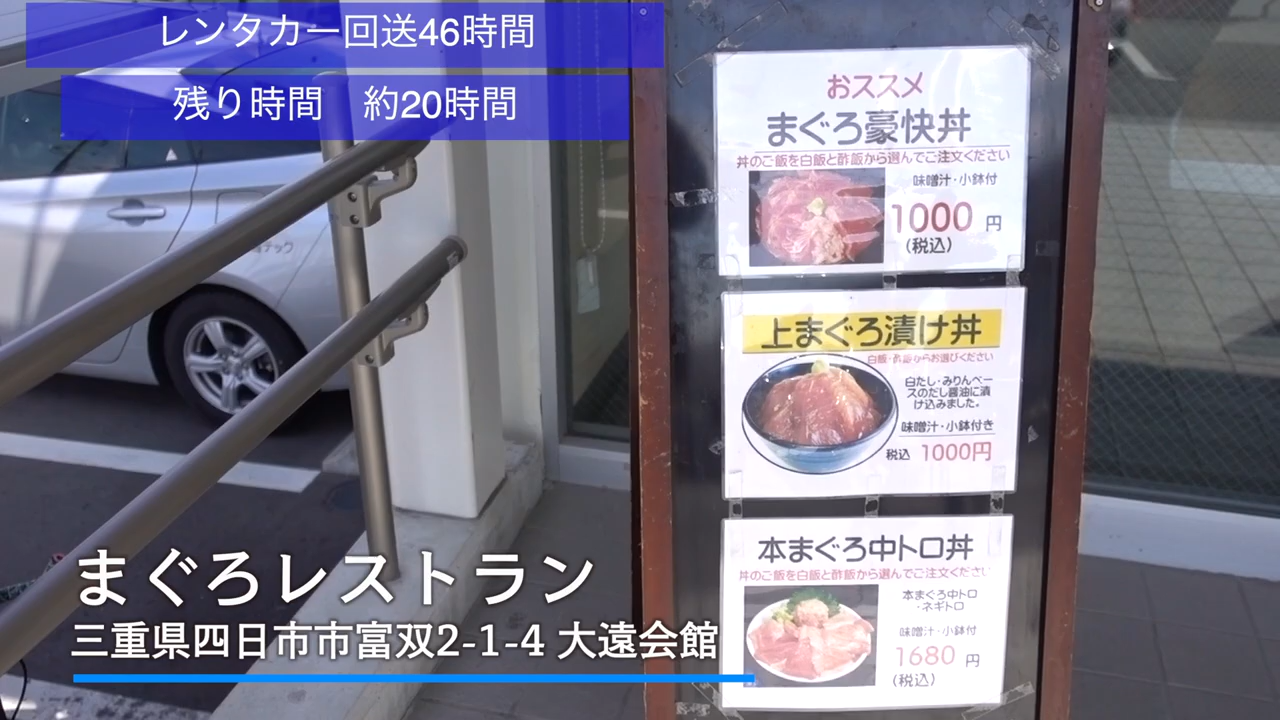 レンタカー回送46時間
残り時間　約20時間
おススメ
まぐろ豪快丼
丼のご飯を白飯と酢飯から選んでご注文ください
味噌汁・小鉢付
1000 円
(税込)
上まぐろ漬け丼
白飯・酢飯からお選びください
白だし・みりんベー
スのだし醤油に漬
け込みました。
味噌汁・小鉢付き
税込 1000円
本まぐろ中トロ丼
丼のご飯を白飯と酢飯から選んでご注文ください
本まぐろ中トロ
・ネギトロ
味噌汁・小鉢付
1680 円
(税込)
まぐろレストラン
三重県四日市市富双2-1-4 大遠会館